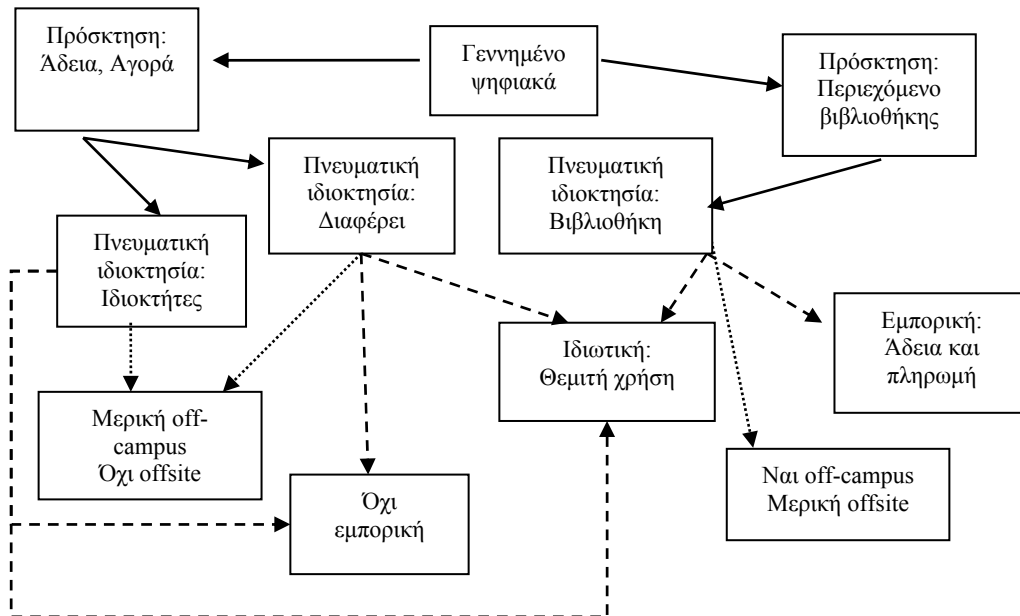 Πρόσκτηση:
Άδεια, Αγορά
Γεννημένο
ψηφιακά
Πρόσκτηση:
Περιεχόμενο
βιβλιοθήκης
Πνευματική
ιδιοκτησία:
Διαφέρει
Πνευματική
ιδιοκτησία:
Βιβλιοθήκη
Πνευματική
ιδιοκτησία:
Ιδιοκτήτες
Ιδιωτική:
Θεμιτή χρήση
Εμπορική:
Άδεια και
πληρωμή
Μερική off-
campus
Όχι offsite
Ναι off-campus
Μερική offsite
Όχι
εμπορική